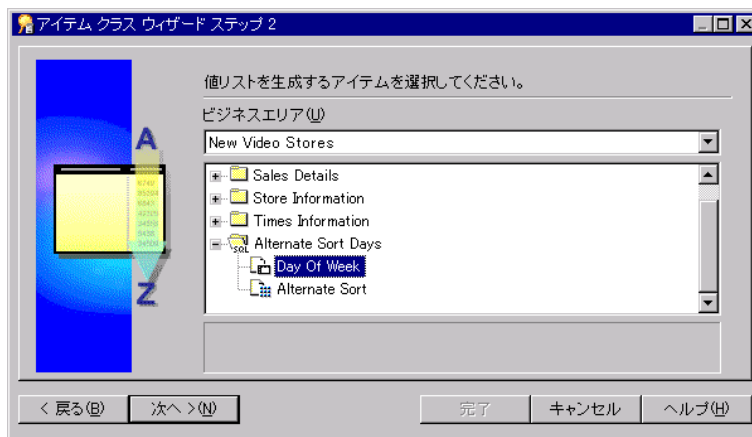 アイテム クラス ウィザード ステップ 2
値リストを生成するアイテムを選択してください。
ビジネスエリア(U)
New Video Stores
Sales Details
Store Information
Times Information
SQL Alternate Sort Days
Day Of Week
Alternate Sort
A
Z
< 戻る(B)
次へ >(N)
完了
キャンセル
ヘルプ(H)